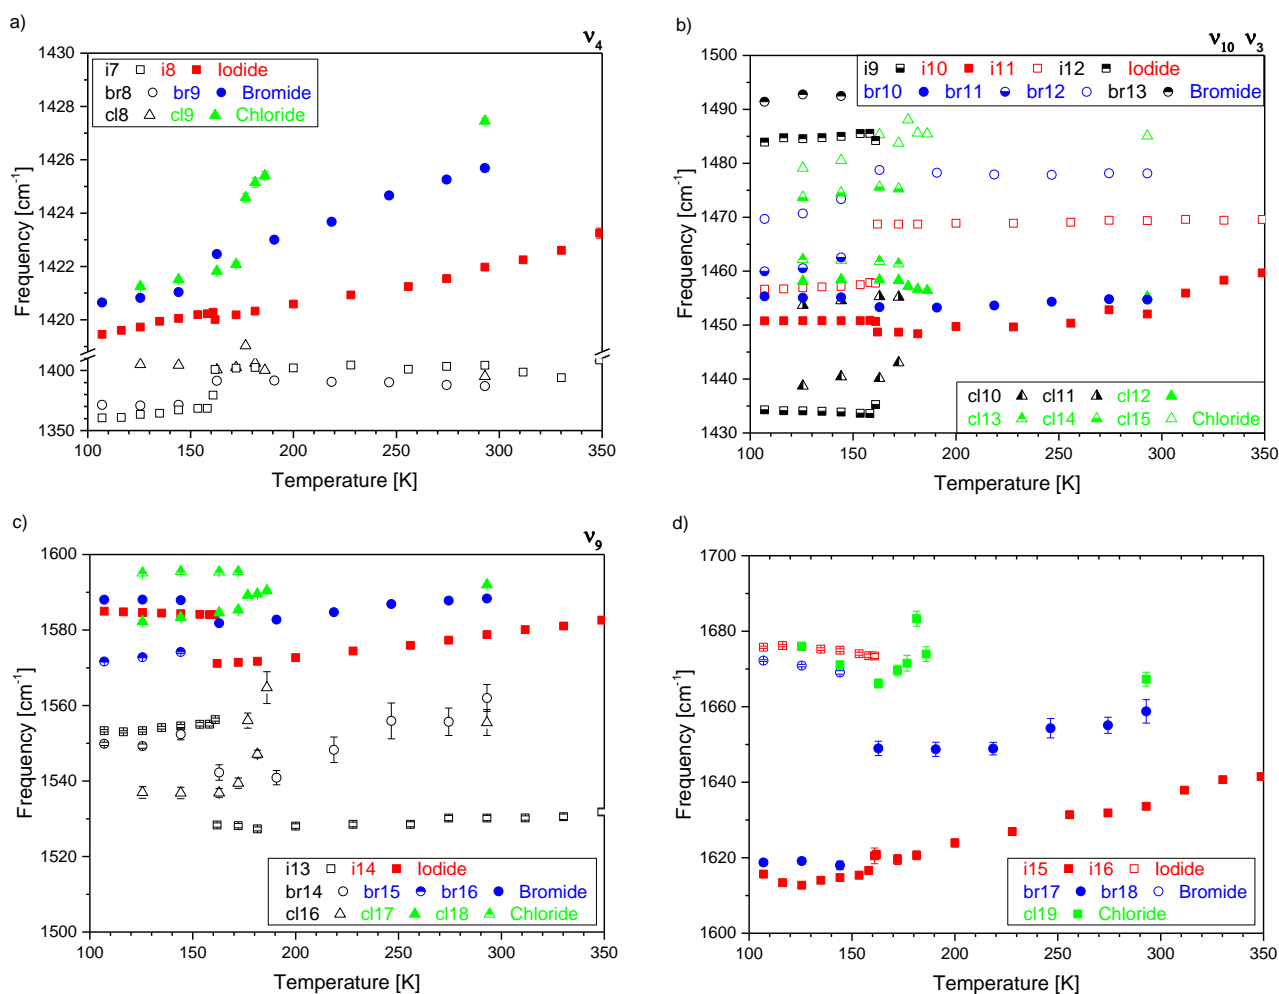 a)
ν4
1430
1428
1426
1424
1422
1420
1400
1350
Frequency [cm-1]
i7 i8 Iodide
br8 br9 Bromide
cl8 cl9 Chloride
100 150 200 250 300 350
Temperature [K]
b)
ν10 ν3
1500
1490
1480
1470
1460
1450
1440
1430
Frequency [cm-1]
i9 i10 i11 i12 Iodide
br10 br11 br12 br13 Bromide
cl10 cl11 cl12
cl13 cl14 cl15 Chloride
100 150 200 250 300 350
Temperature [K]
c)
ν9
1600
1580
1560
1540
1520
1500
Frequency [cm-1]
i13 i14 Iodide
br14 br15 br16 Bromide
cl16 cl17 cl18 Chloride
100 150 200 250 300 350
Temperature [K]
d)
1700
1680
1660
1640
1620
1600
Frequency [cm-1]
i15 i16 Iodide
br17 br18 Bromide
cl19 Chloride
100 150 200 250 300 350
Temperature [K]